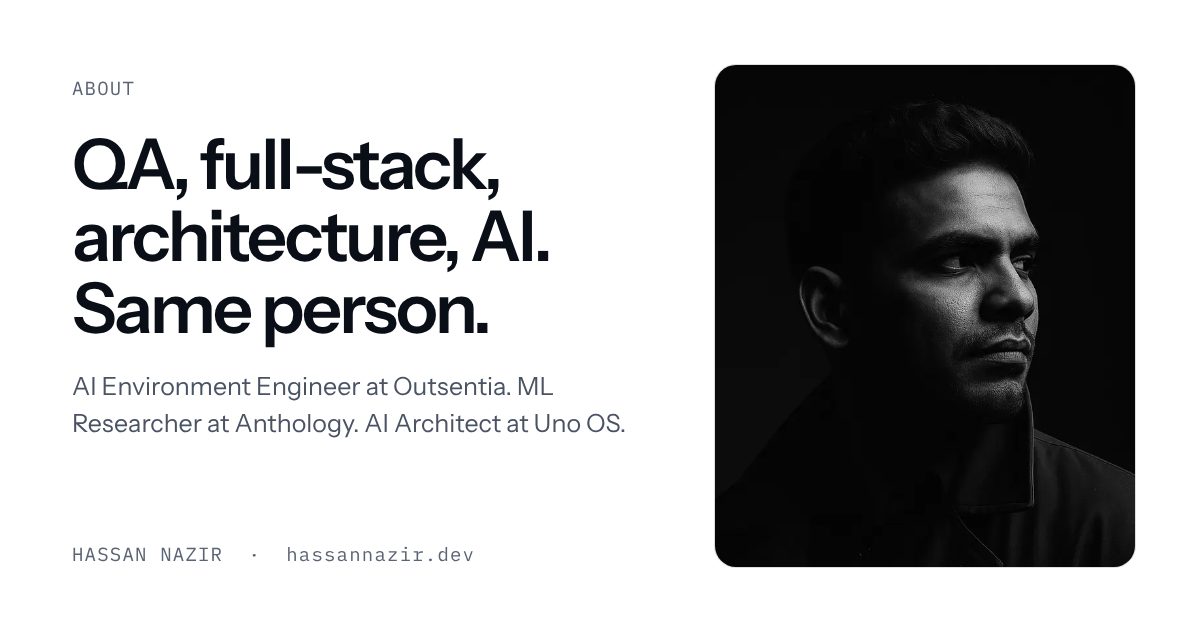 ABOUT
QA, full-stack,
architecture, AI.
Same person.
AI Environment Engineer at Outsentia. ML
Researcher at Anthology. AI Architect at Uno OS.
HASSAN NAZIR · hassannazir.dev